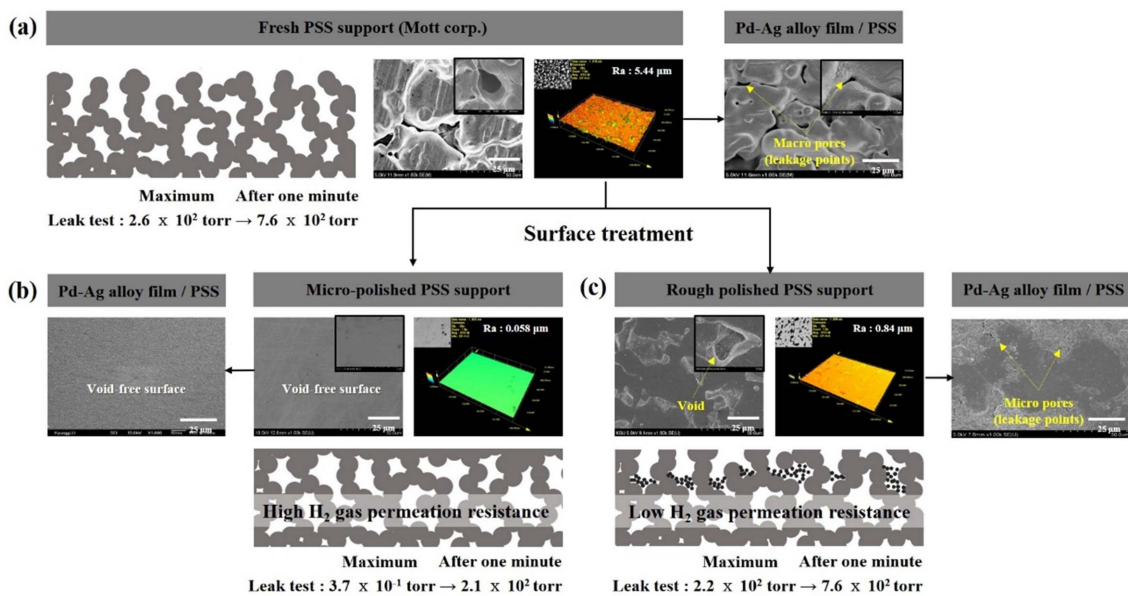 (a)
Fresh PSS support (Mott corp.)
Pd-Ag alloy film / PSS
Ra : 5.44 μm
25 μm
Macro pores
(leakage points)
25 μm
Maximum After one minute
Leak test : 2.6 x 10² torr → 7.6 x 10² torr
Surface treatment
(b)
Pd-Ag alloy film / PSS
Micro-polished PSS support
(c)
Rough polished PSS support
Pd-Ag alloy film / PSS
Void-free surface
25 μm
Void-free surface
25 μm
Ra : 0.058 μm
Void
25 μm
Ra : 0.84 μm
Micro pores
(leakage points)
25 μm
High H₂ gas permeation resistance
Low H₂ gas permeation resistance
Maximum After one minute
Leak test : 3.7 x 10⁻¹ torr → 2.1 x 10² torr
Maximum After one minute
Leak test : 2.2 x 10² torr → 7.6 x 10² torr